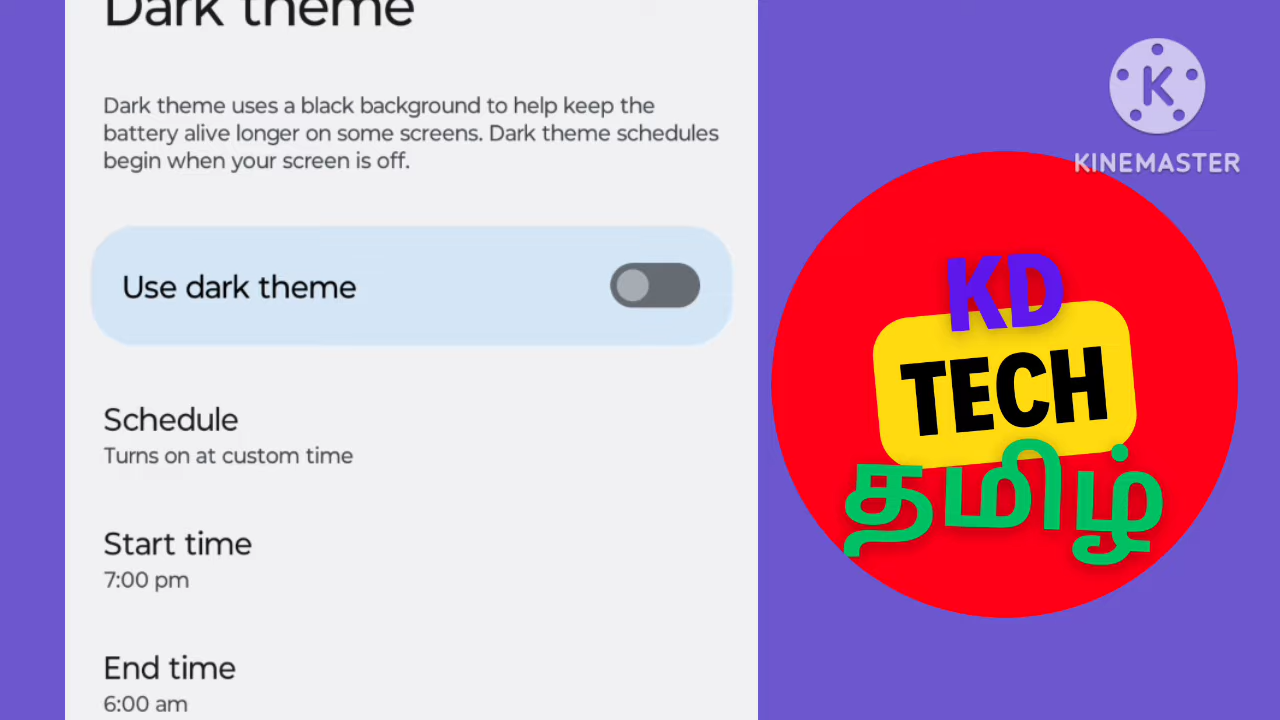 Dark theme
Dark theme uses a black background to help keep the
battery alive longer on some screens. Dark theme schedules
begin when your screen is off.
Use dark theme
Schedule
Turns on at custom time
Start time
7:00 pm
End time
6:00 am
K
KINEMASTER
KD
TECH
தமிழ்